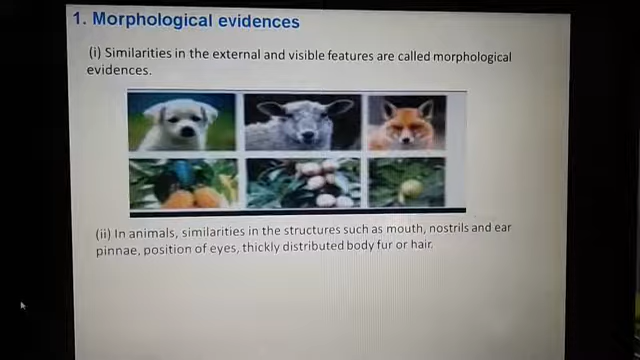 1. Morphological evidences
(i) Similarities in the external and visible features are called morphological
evidences.
(ii) In animals, similarities in the structures such as mouth, nostrils and ear
pinnae, position of eyes, thickly distributed body fur or hair.